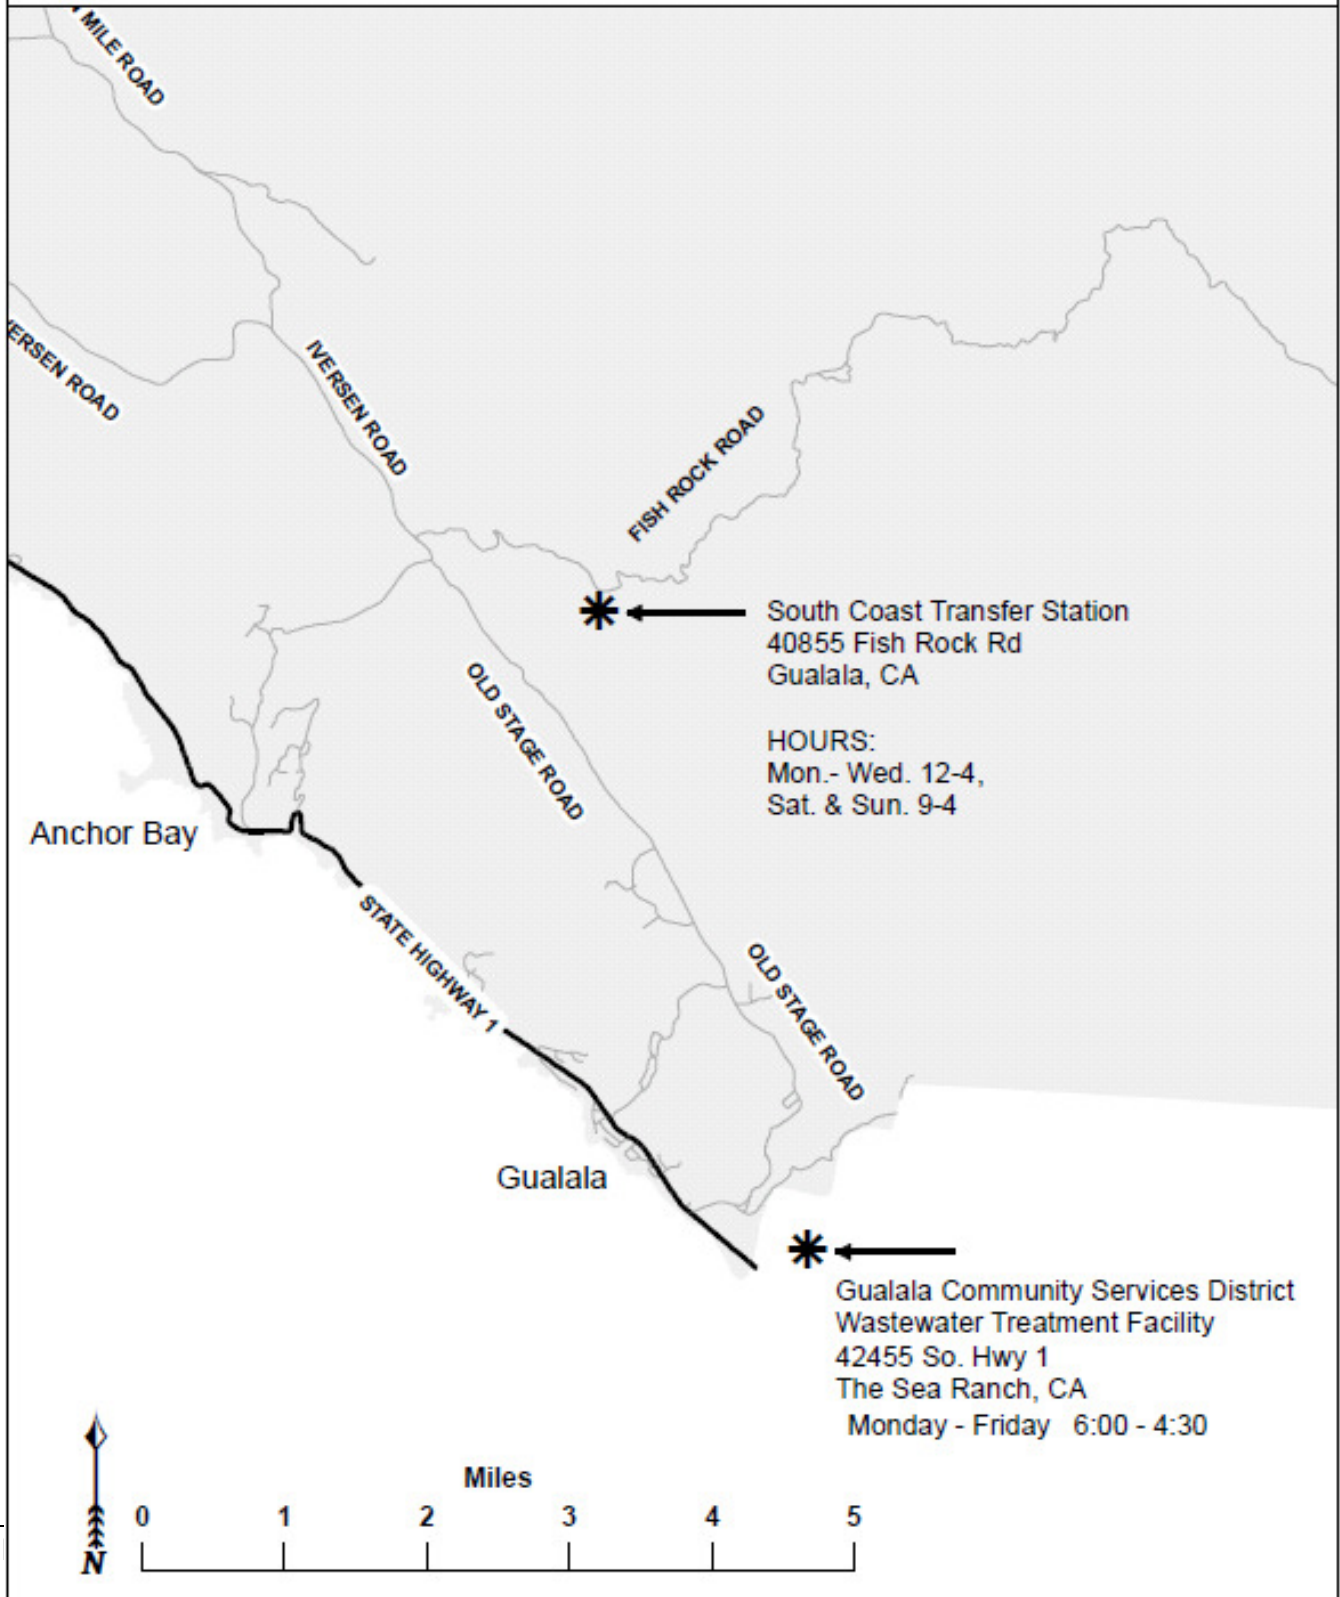 MILE ROAD
ERSEN ROAD
IVERSEN ROAD
FISH ROCK ROAD
South Coast Transfer Station
40855 Fish Rock Rd
Gualala, CA
HOURS:
Mon.- Wed. 12-4,
Sat. & Sun. 9-4
OLD STAGE ROAD
Anchor Bay
STATE HIGHWAY 1
OLD STAGE ROAD
Gualala
Gualala Community Services District
Wastewater Treatment Facility
42455 So. Hwy 1
The Sea Ranch, CA
Monday - Friday 6:00 - 4:30
Miles
0 1 2 3 4 5
N